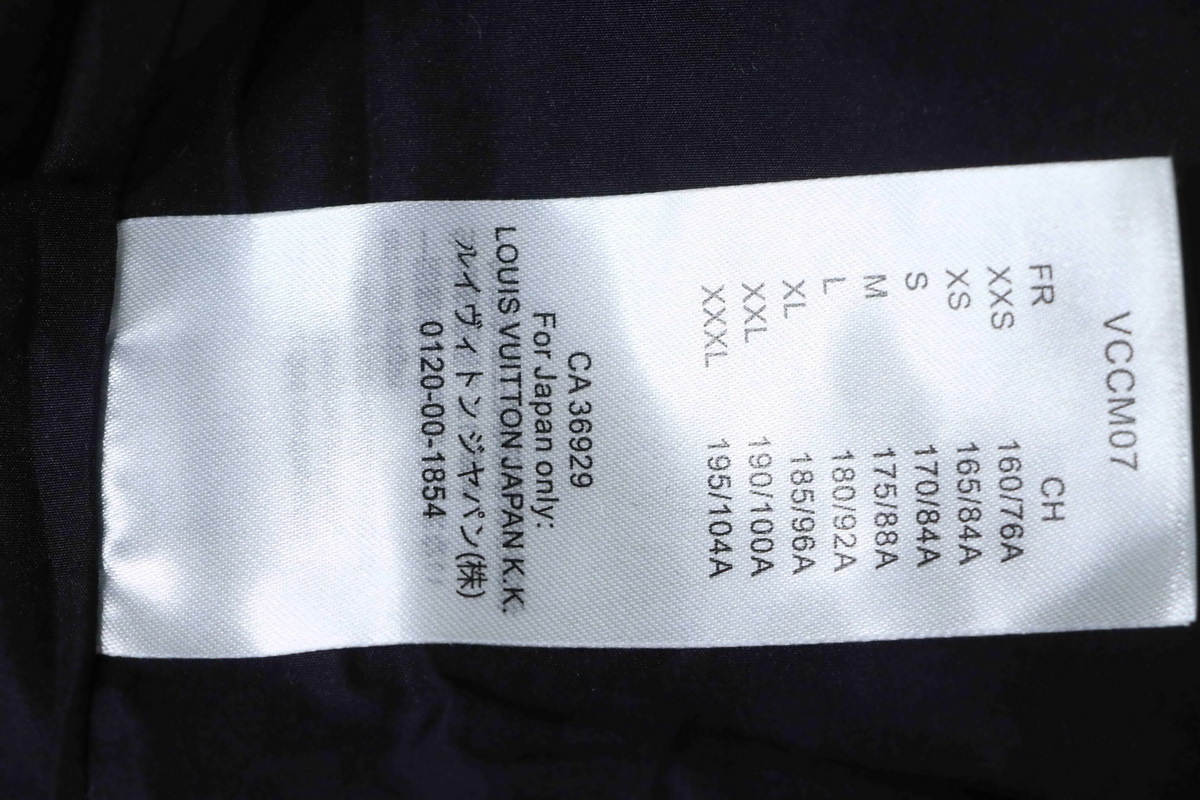 VCCM07
FR CH
XXS 160/76A
XS 165/84A
S 170/84A
M 175/88A
L 180/92A
XL 185/96A
XXL 190/100A
XXXL 195/104A
CA 36929
For Japan only:
LOUIS VUITTON JAPAN K.K.
ルイ ヴィトン ジャパン(株)
0120-00-1854